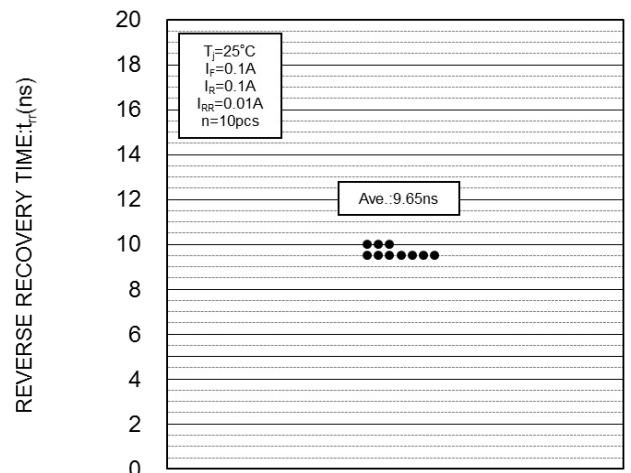 REVERSE RECOVERY TIME:trr(ns)
20
18
16
14
12
10
8
6
4
2
0
Tj=25°C
IF=0.1A
IR=0.1A
IRR=0.01A
n=10pcs
Ave.:9.65ns